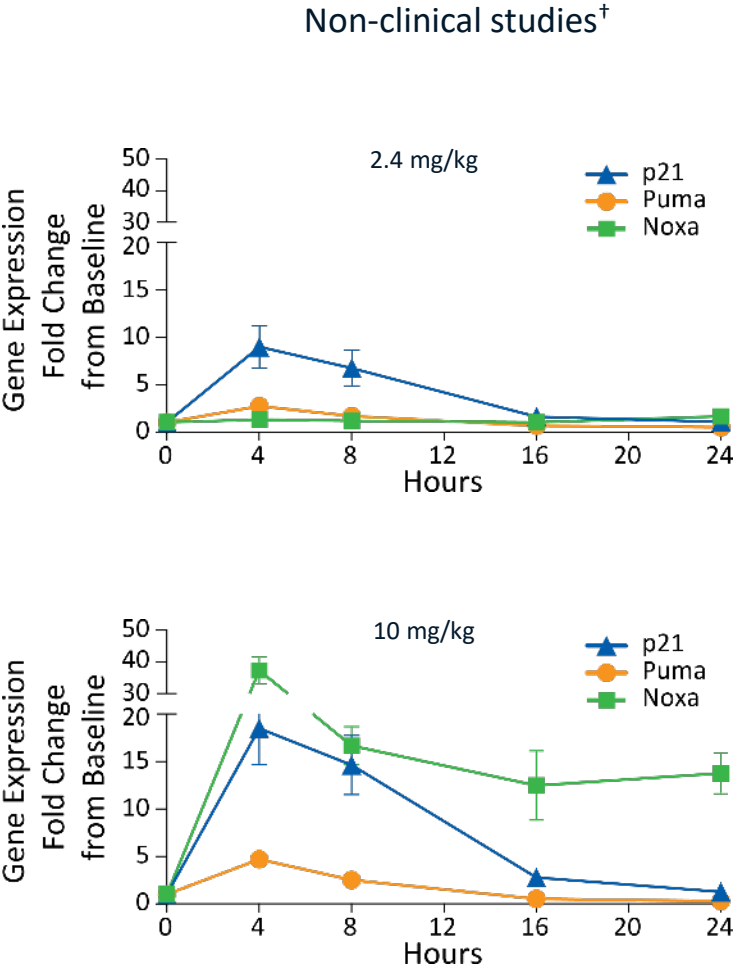 Non-clinical studies†
2.4 mg/kg
Gene Expression
Fold Change
from Baseline
50
40
30
20
15
10
5
0
p21
Puma
Noxa
0 4 8 12 16 20 24
Hours
10 mg/kg
Gene Expression
Fold Change
from Baseline
50
40
30
20
15
10
5
0
p21
Puma
Noxa
0 4 8 12 16 20 24
Hours